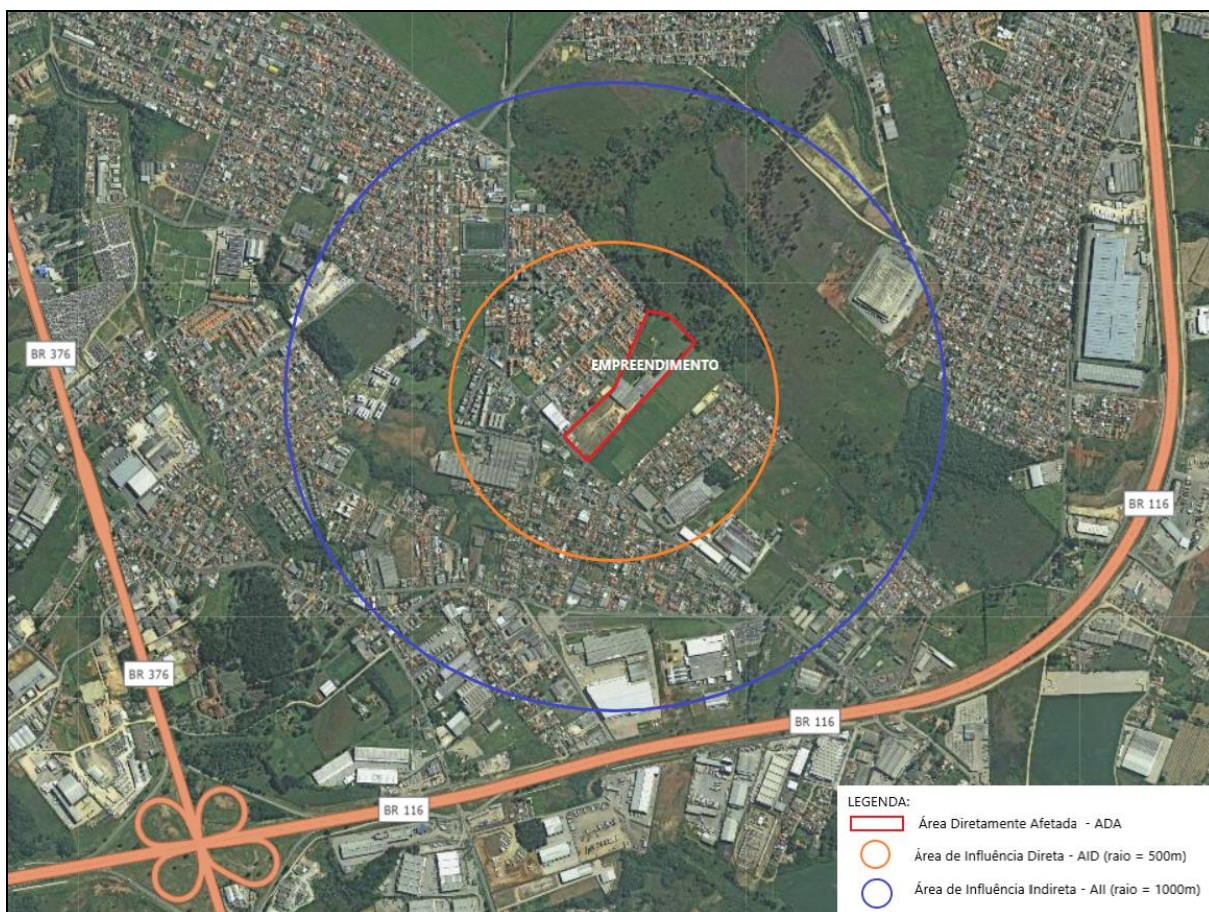 EMPREENDIMENTO
BR 376
BR 116
BR 376
BR 116
BR 116
LEGENDA:
Área Diretamente Afetada - ADA
Área de Influência Direta - AID (raio = 500m)
Área de Influência Indireta - AII (raio = 1000m)